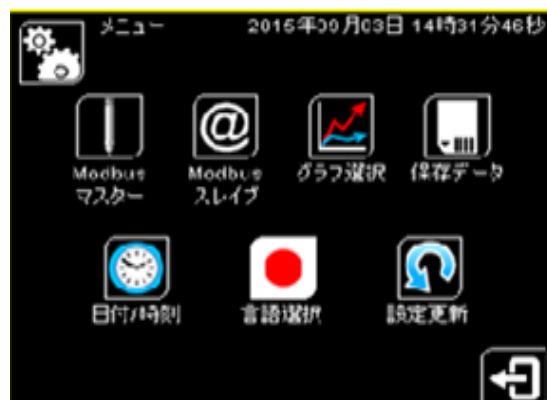 メニュー
2015年09月03日 14時31分46秒
Modbus
マスター
@
Modbus
スレイブ
グラフ選択
保存データ
日付/時刻
言語選択
設定更新